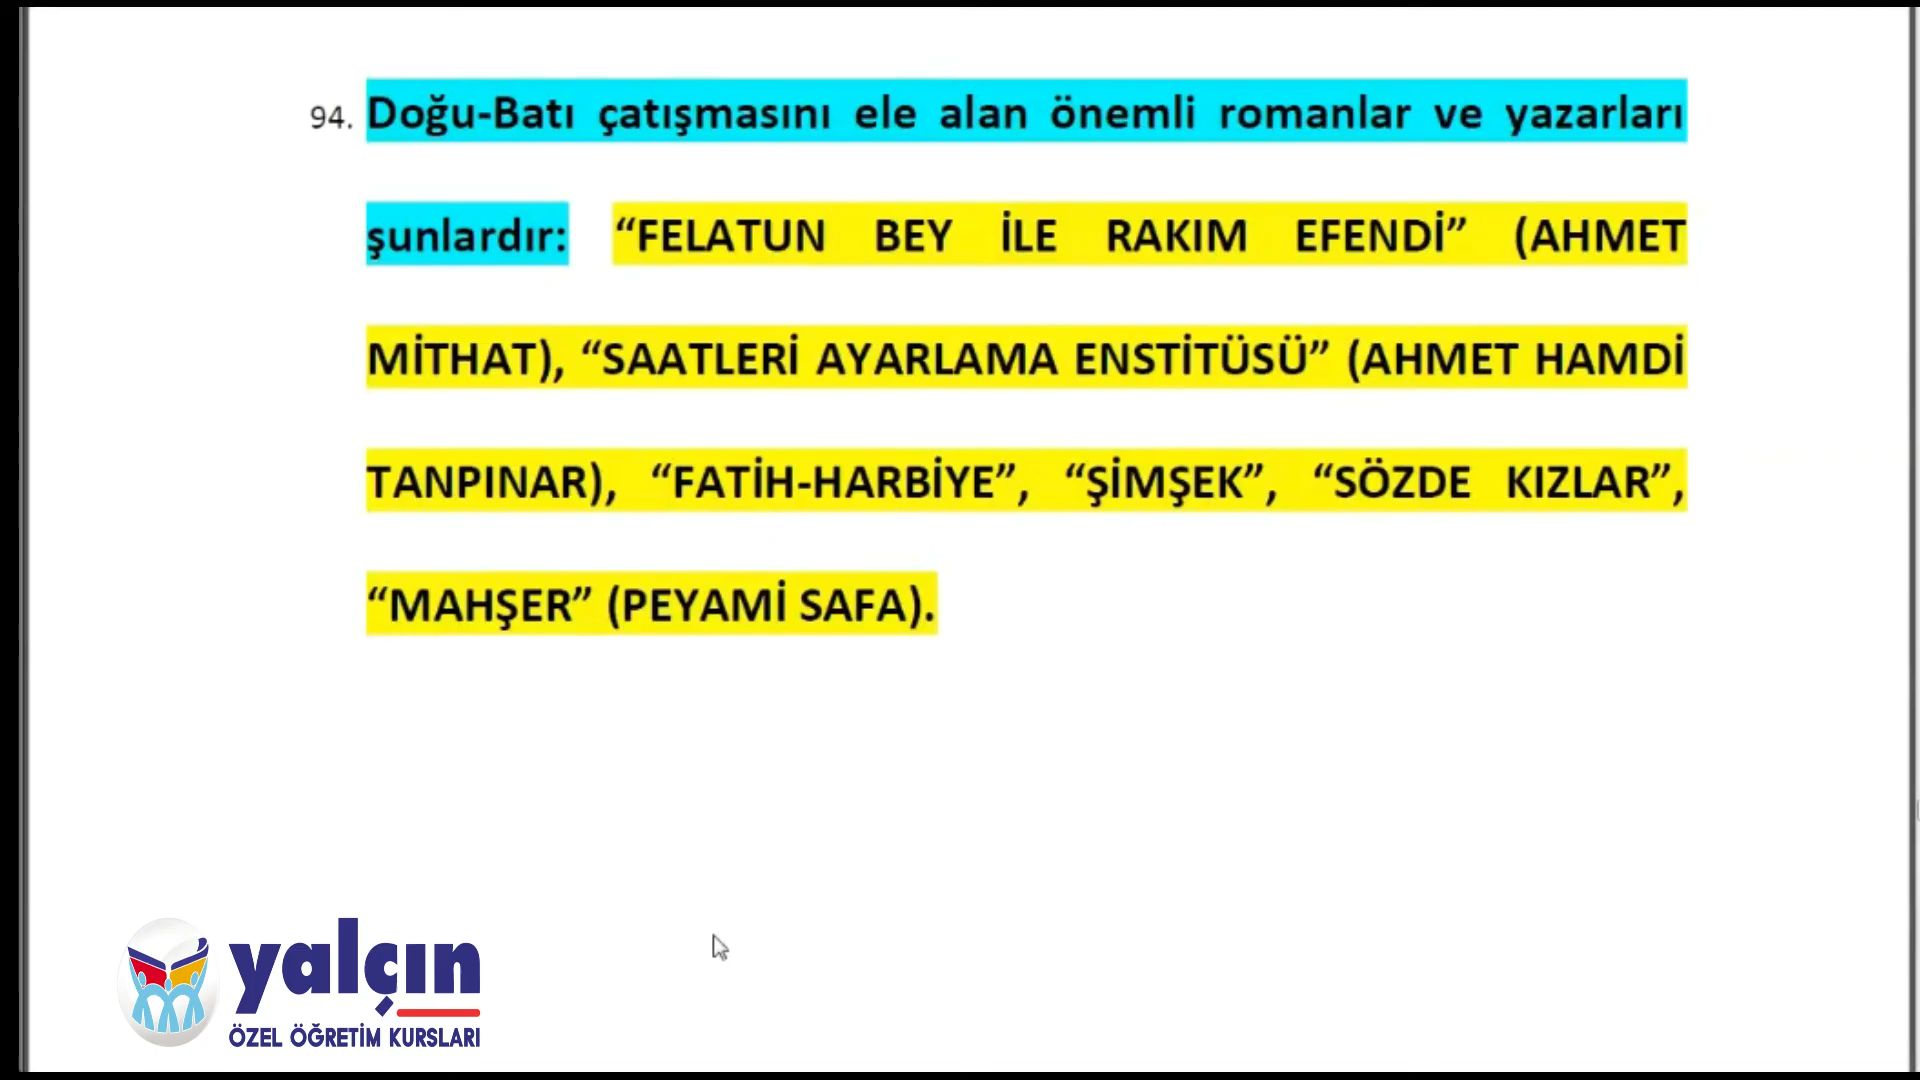 94. Doğu-Batı çatışmasını ele alan önemli romanlar ve yazarları
şunlardır: “FELATUN BEY İLE RAKIM EFENDİ” (AHMET
MİTHAT), “SAATLERİ AYARLAMA ENSTİTÜSÜ” (AHMET HAMDİ
TANPINAR), “FATİH-HARBİYE”, “ŞİMŞEK”, “SÖZDE KIZLAR”,
“MAHŞER” (PEYAMİ SAFA).
yalçın
ÖZEL ÖĞRETİM KURSLARI